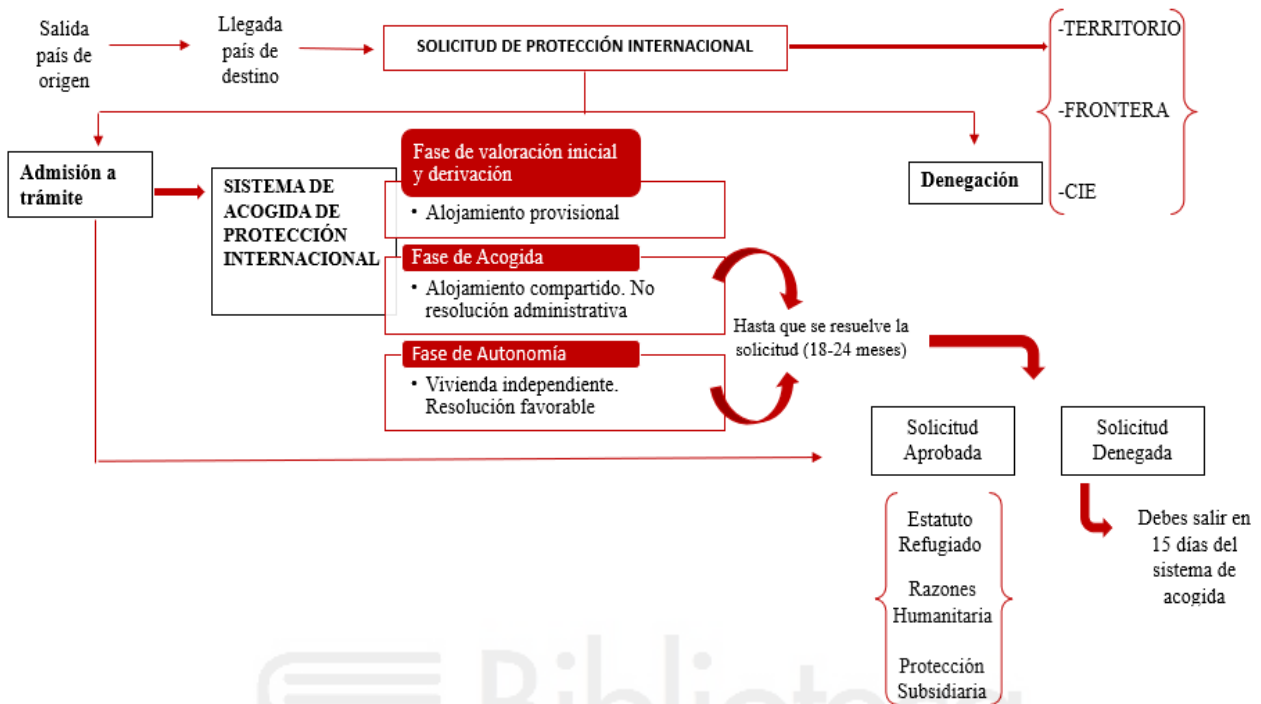 Salida
país de
origen
Llegada
país de
destino
SOLICITUD DE PROTECCIÓN INTERNACIONAL
-TERRITORIO
-FRONTERA
-CIE
Admisión a
trámite
SISTEMA DE
ACOGIDA DE
PROTECCIÓN
INTERNACIONAL
Fase de valoración inicial
y derivación
• Alojamiento provisional
Fase de Acogida
• Alojamiento compartido. No
resolución administrativa
Fase de Autonomía
• Vivienda independiente.
Resolución favorable
Denegación
Hasta que se resuelve la
solicitud (18-24 meses)
Solicitud
Aprobada
Solicitud
Denegada
Estatuto
Refugiado
Razones
Humanitaria
Protección
Subsidiaria
Debes salir en
15 días del
sistema de
acogida
Biblioteca